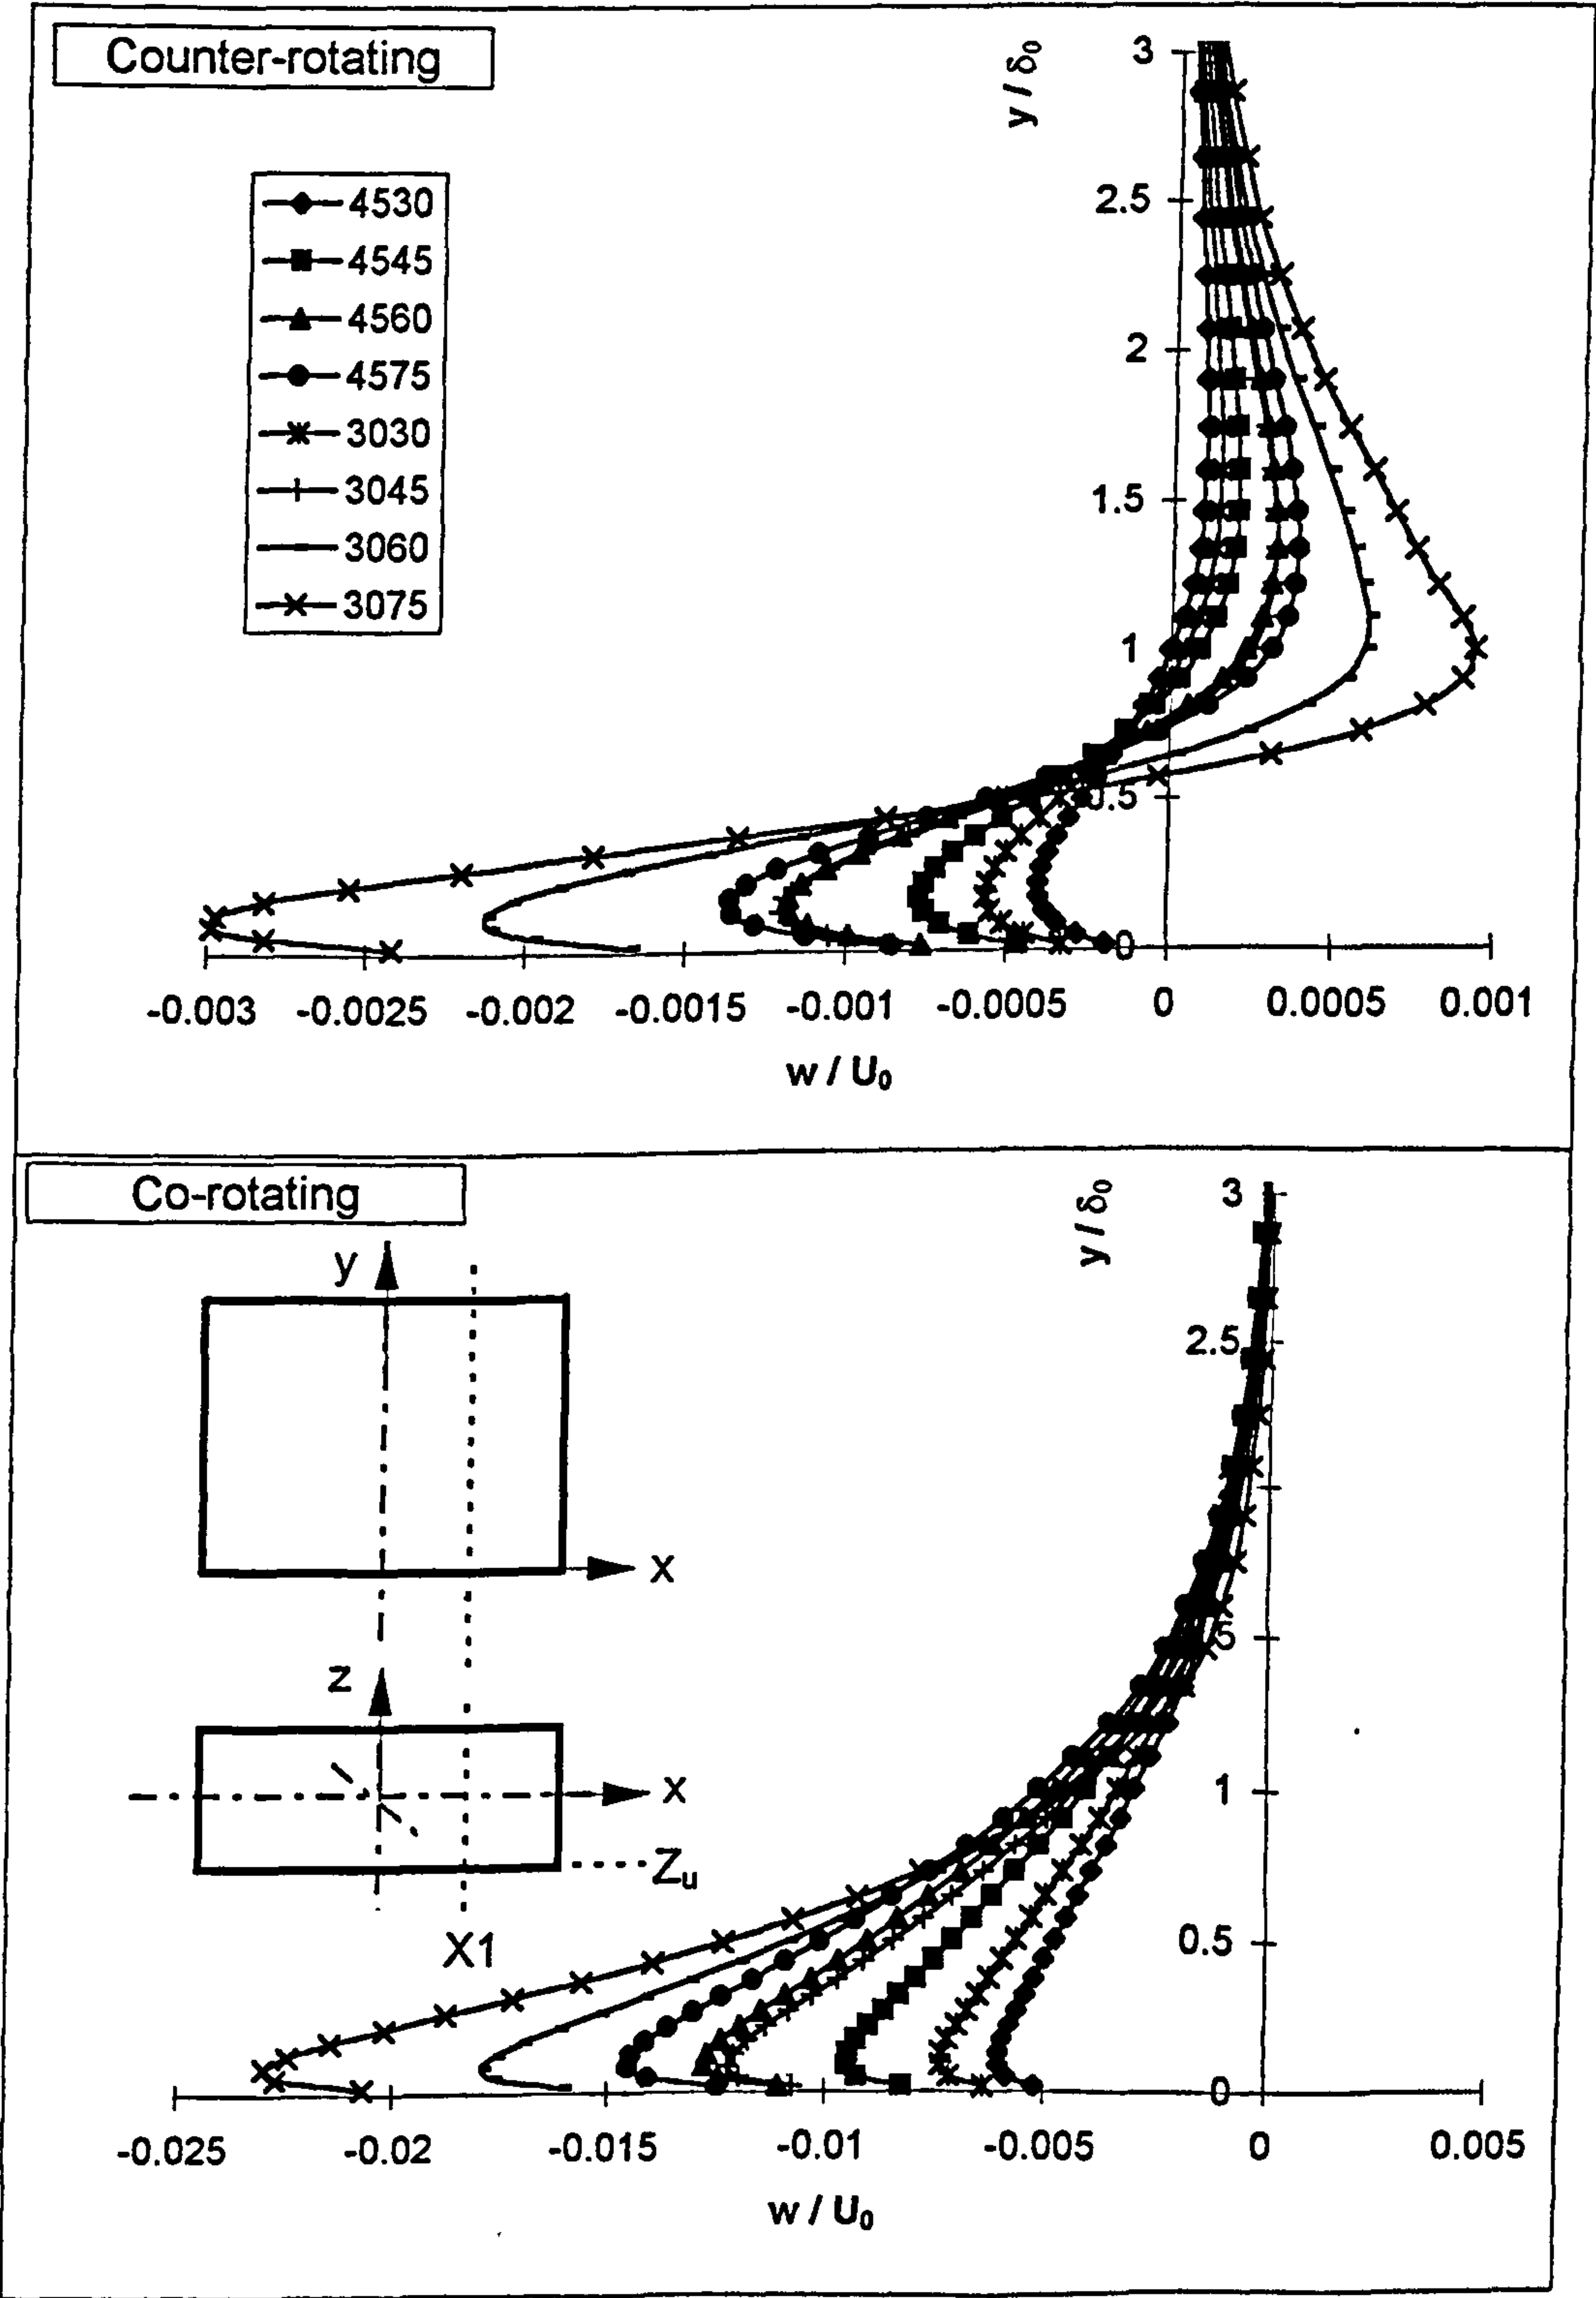 Counter-rotating
y / δ₀
3
2.5
2
1.5
1
0.5
0
4530
4545
4560
4575
3030
3045
3060
3075
-0.003 -0.0025 -0.002 -0.0015 -0.001 -0.0005 0 0.0005 0.001
w / U₀
Co-rotating
y / δ₀
3
2.5
5
1
0.5
0
y
x
z
x
Zᵤ
X1
-0.025 -0.02 -0.015 -0.01 -0.005 0 0.005
w / U₀